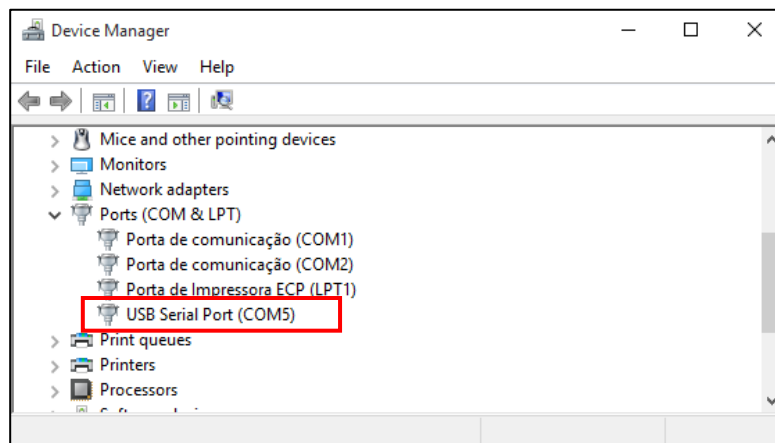 Device Manager
File Action View Help
Mice and other pointing devices
Monitors
Network adapters
Ports (COM & LPT)
Porta de comunicação (COM1)
Porta de comunicação (COM2)
Porta de Impressora ECP (LPT1)
USB Serial Port (COM5)
Print queues
Printers
Processors